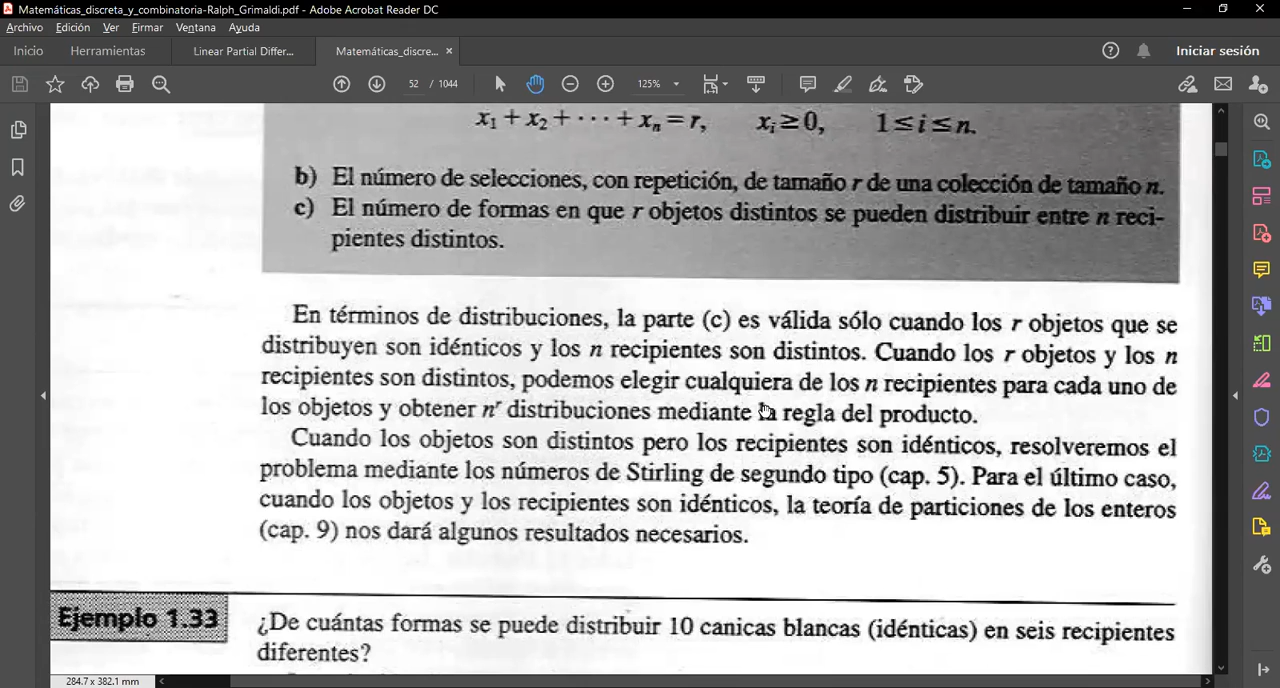 Matemáticas_discreta_y_combinatoria-Ralph_Grimaldi.pdf - Adobe Acrobat Reader DC
Archivo Edición Ver Firmar Ventana Ayuda
Inicio Herramientas Linear Partial Differ... Matemáticas_discre... × Iniciar sesión
52 / 1044 125%
x₁ + x₂ + · · · + xₙ = r, xᵢ ≥ 0, 1 ≤ i ≤ n.
b) El número de selecciones, con repetición, de tamaño r de una colección de tamaño n.
c) El número de formas en que r objetos distintos se pueden distribuir entre n reci-
pientes distintos.
En términos de distribuciones, la parte (c) es válida sólo cuando los r objetos que se
distribuyen son idénticos y los n recipientes son distintos. Cuando los r objetos y los n
recipientes son distintos, podemos elegir cualquiera de los n recipientes para cada uno de
los objetos y obtener nʳ distribuciones mediante la regla del producto.
Cuando los objetos son distintos pero los recipientes son idénticos, resolveremos el
problema mediante los números de Stirling de segundo tipo (cap. 5). Para el último caso,
cuando los objetos y los recipientes son idénticos, la teoría de particiones de los enteros
(cap. 9) nos dará algunos resultados necesarios.
Ejemplo 1.33
¿De cuántas formas se puede distribuir 10 canicas blancas (idénticas) en seis recipientes
diferentes?
284.7 x 382.1 mm